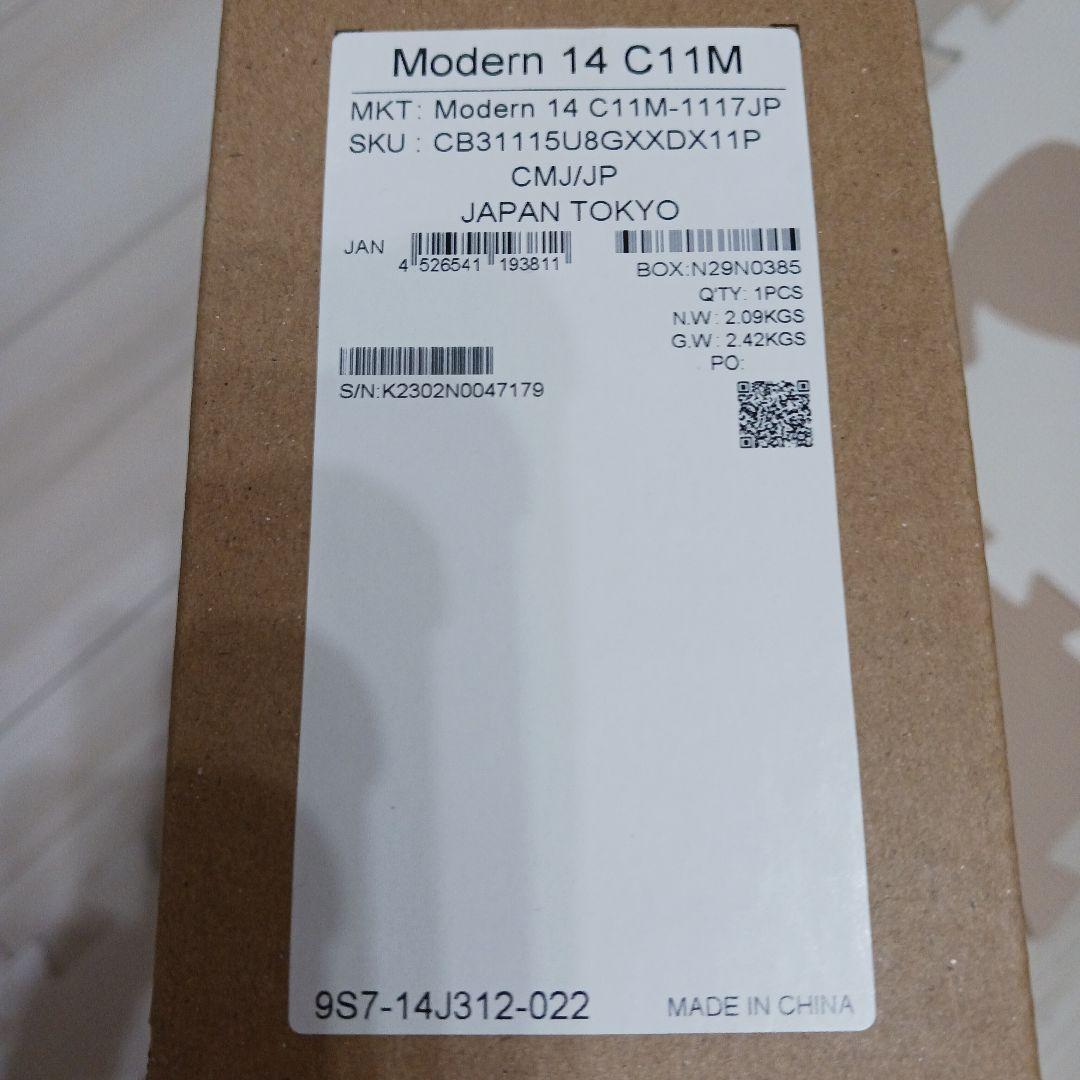 Modern 14 C11M
MKT: Modern 14 C11M-1117JP
SKU : CB31115U8GXXDX11P
CMJ/JP
JAPAN TOKYO
JAN
4 526541 193811
BOX:N29N0385
Q'TY: 1PCS
N.W: 2.09KGS
G.W: 2.42KGS
PO:
S/N:K2302N0047179
9S7-14J312-022
MADE IN CHINA